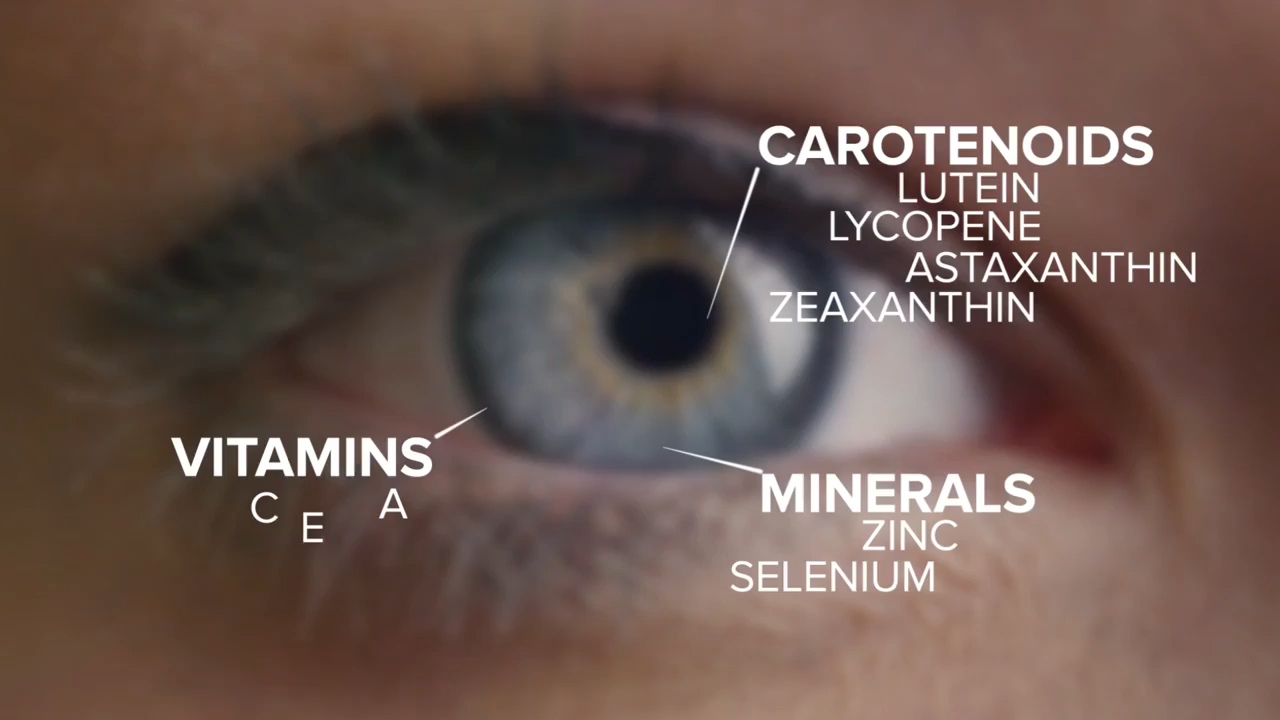 CAROTENOIDS
LUTEIN
LYCOPENE
ASTAXANTHIN
ZEAXANTHIN
VITAMINS
C E A
MINERALS
ZINC
SELENIUM